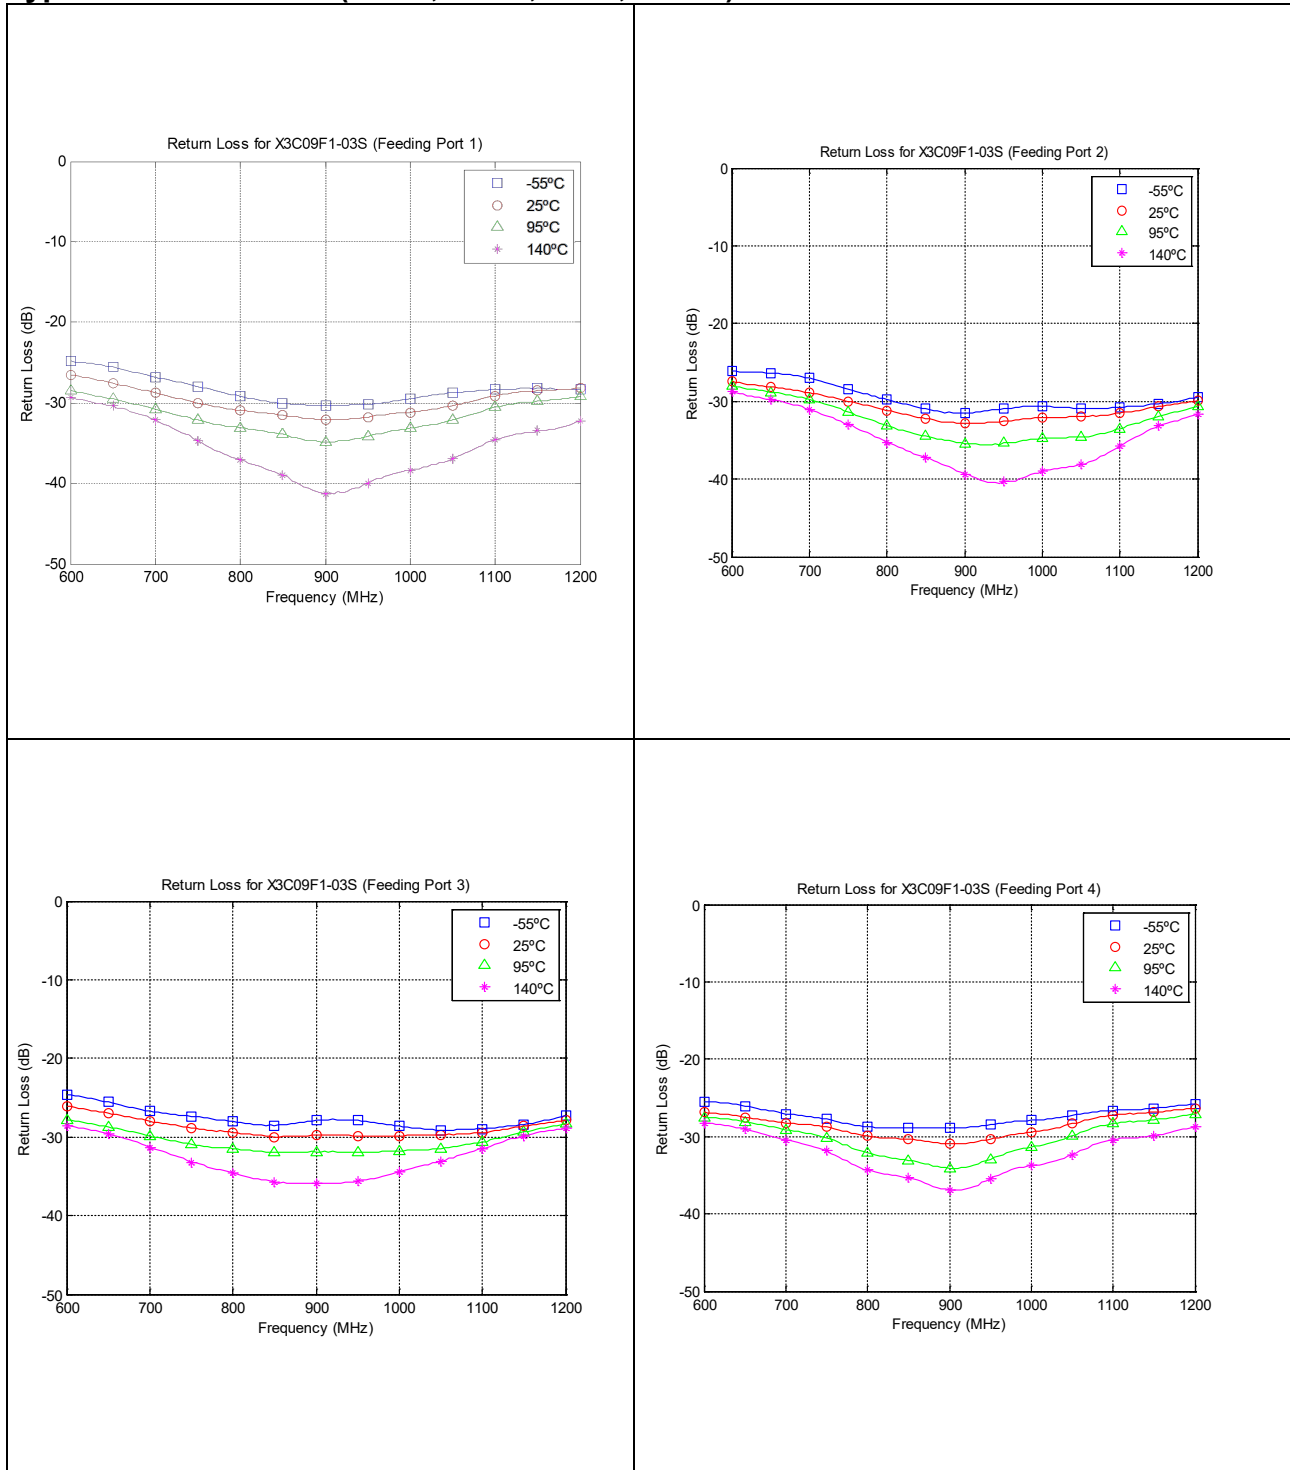 Return Loss for X3C09F1-03S (Feeding Port 1)
0
-10
-20
-30
-40
-50
Return Loss (dB)
-55ºC
25ºC
95ºC
140ºC
600 700 800 900 1000 1100 1200
Frequency (MHz)
Return Loss for X3C09F1-03S (Feeding Port 2)
0
-10
-20
-30
-40
-50
Return Loss (dB)
-55ºC
25ºC
95ºC
140ºC
600 700 800 900 1000 1100 1200
Frequency (MHz)
Return Loss for X3C09F1-03S (Feeding Port 3)
0
-10
-20
-30
-40
-50
Return Loss (dB)
-55ºC
25ºC
95ºC
140ºC
600 700 800 900 1000 1100 1200
Frequency (MHz)
Return Loss for X3C09F1-03S (Feeding Port 4)
0
-10
-20
-30
-40
-50
Return Loss (dB)
-55ºC
25ºC
95ºC
140ºC
600 700 800 900 1000 1100 1200
Frequency (MHz)